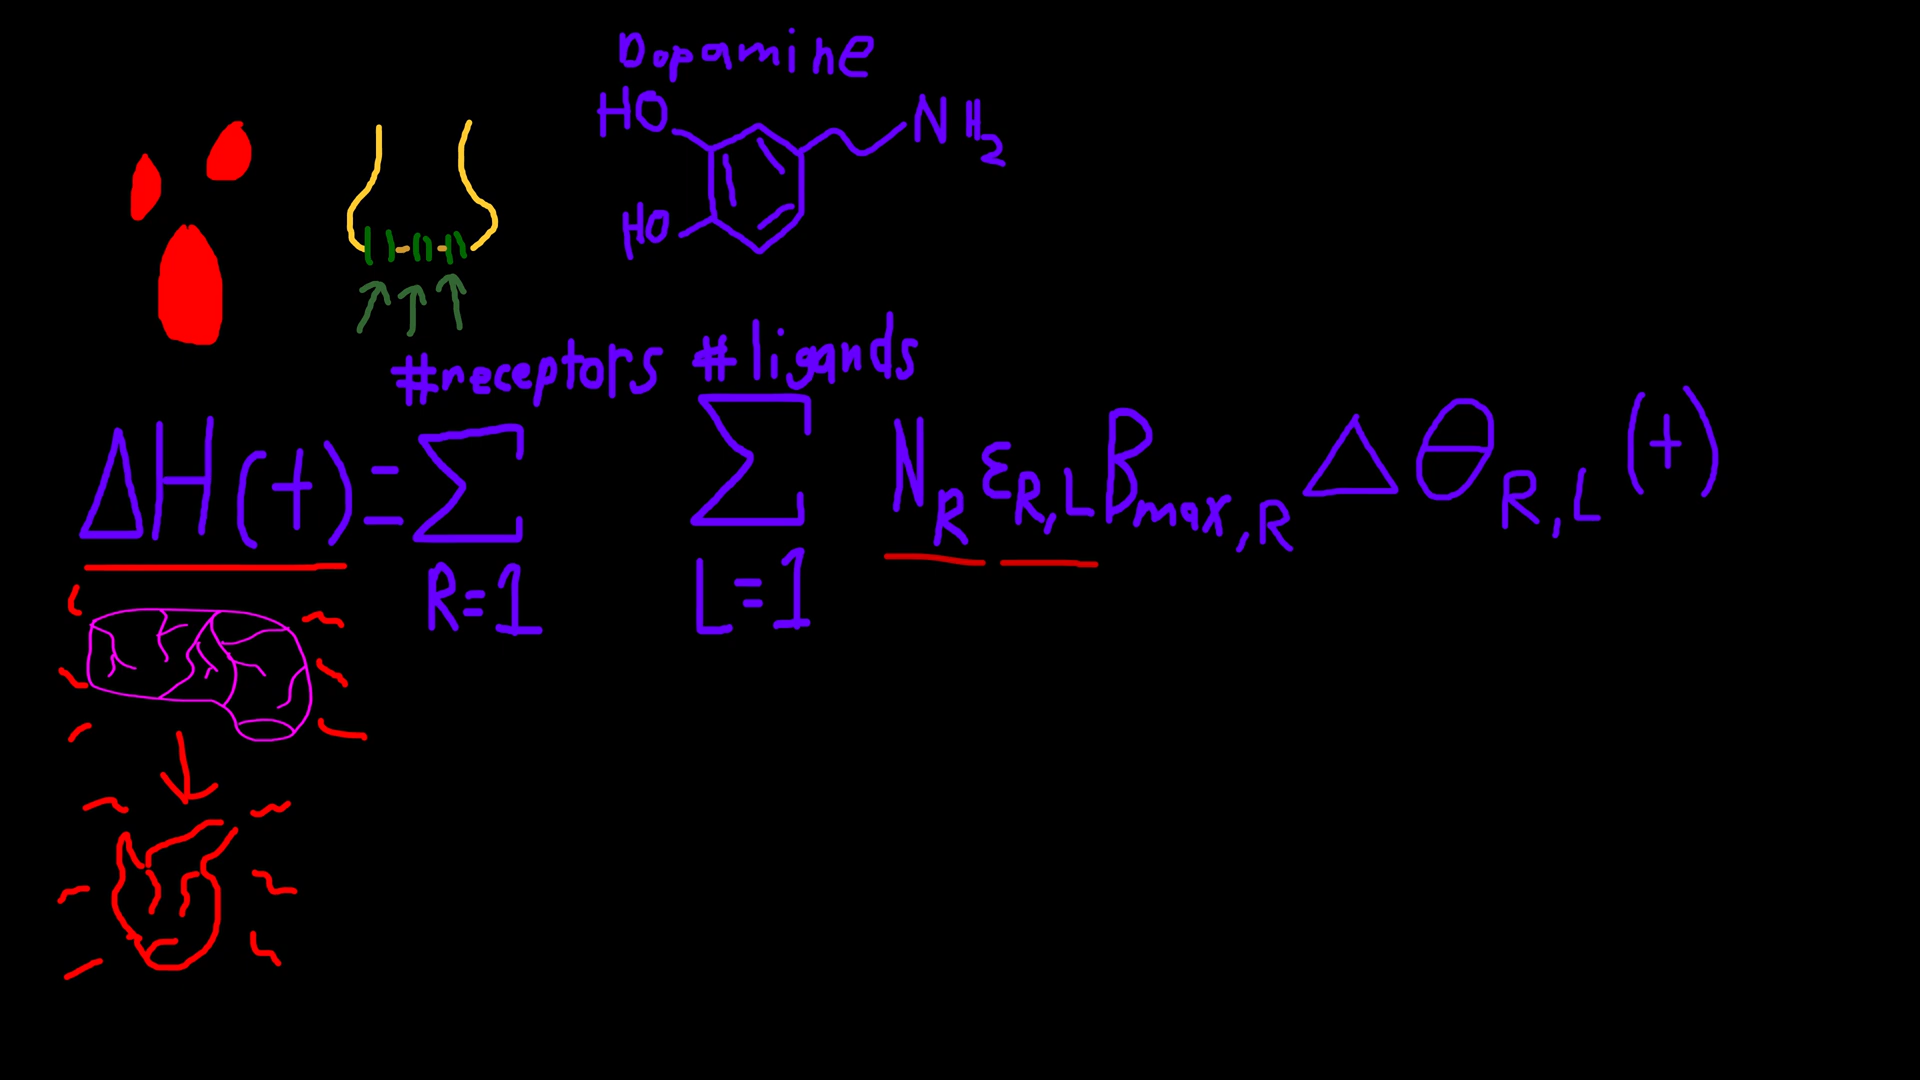 Dopamine
HO
NH₂
HO
#receptors #ligands
ΔH(t) = Σ Σ N_R ε_R,L B_max,R Δθ_R,L (t)
R=1 L=1